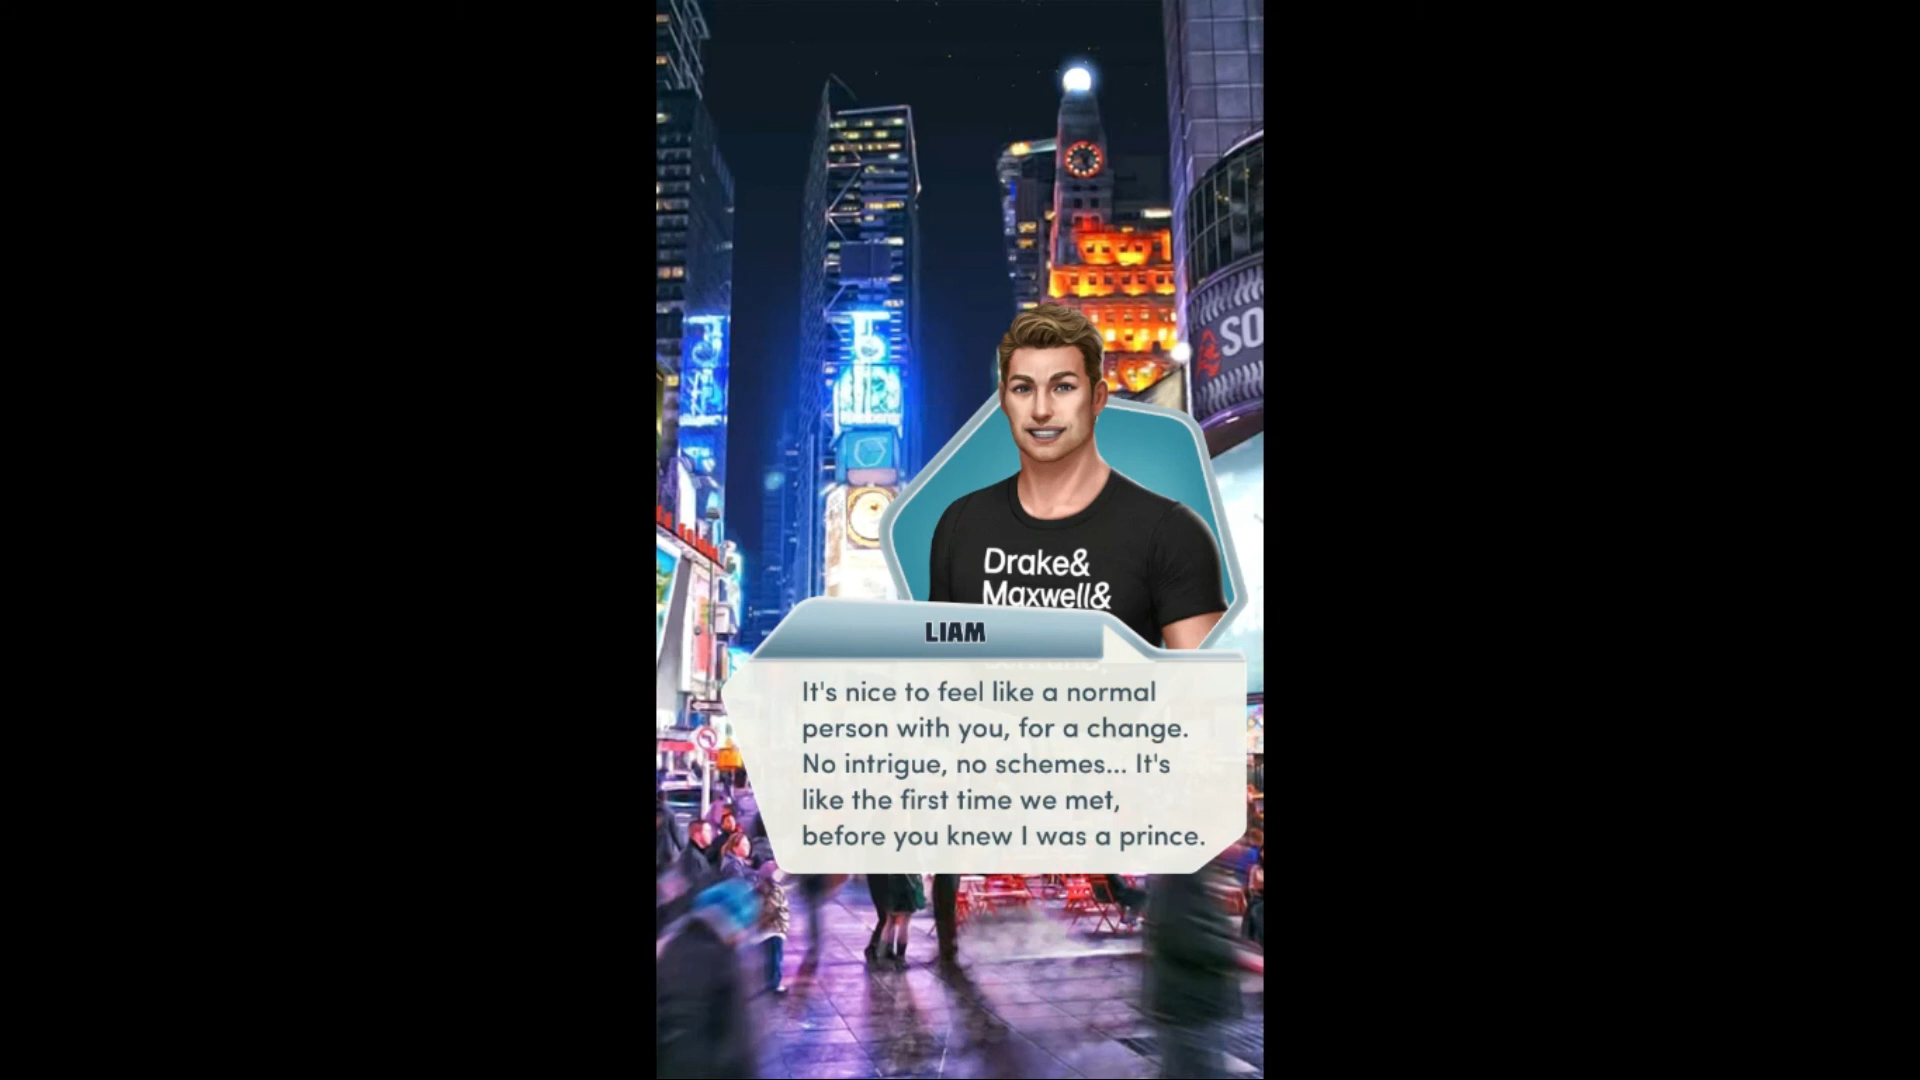 SO
Drake&
Maxwell&
LIAM
It's nice to feel like a normal
person with you, for a change.
No intrigue, no schemes... It's
like the first time we met,
before you knew I was a prince.